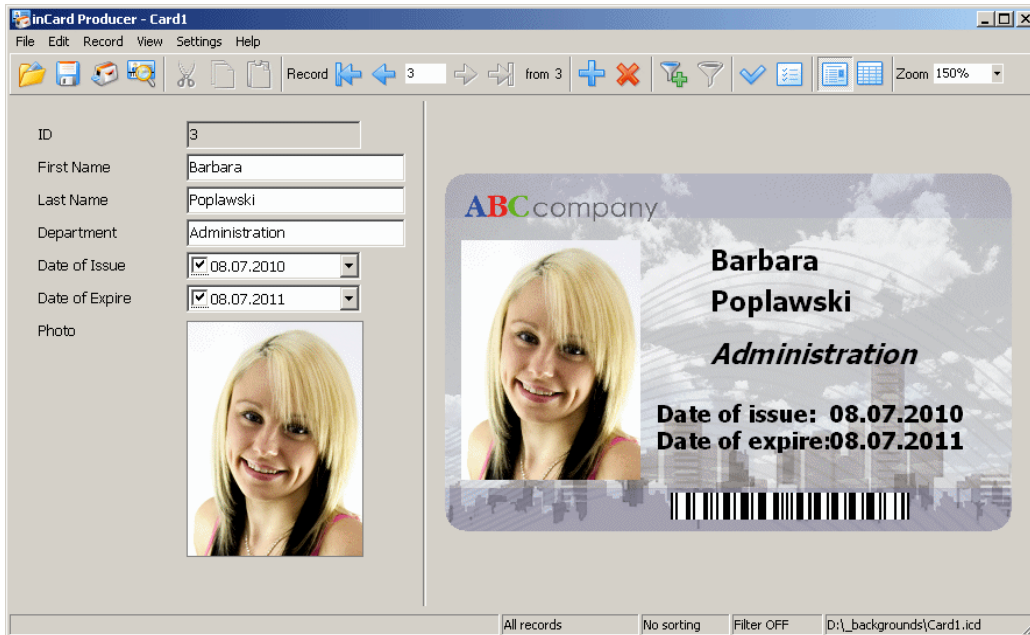 inCard Producer - Card1
File Edit Record View Settings Help
Record 3 from 3 Zoom 150%
ID 3
First Name Barbara
Last Name Poplawski
Department Administration
Date of Issue 08.07.2010
Date of Expire 08.07.2011
Photo
ABCcompany
Barbara
Poplawski
Administration
Date of issue: 08.07.2010
Date of expire:08.07.2011
All records No sorting Filter OFF D:\_backgrounds\Card1.icd